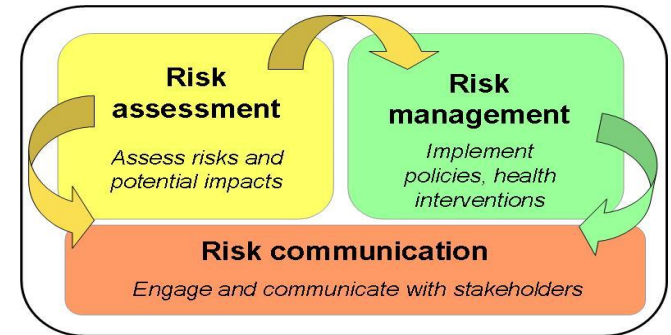 Risk
assessment
Assess risks and
potential impacts
Risk
management
Implement
policies, health
interventions
Risk communication
Engage and communicate with stakeholders